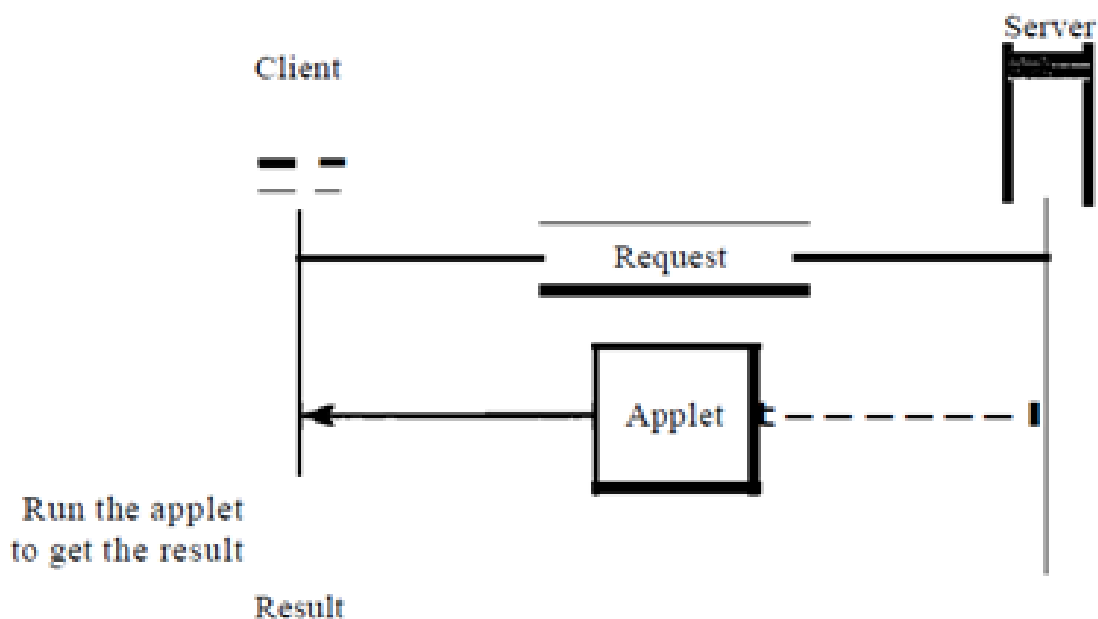 Server
Client
Request
Applet
Run the applet
to get the result
Result